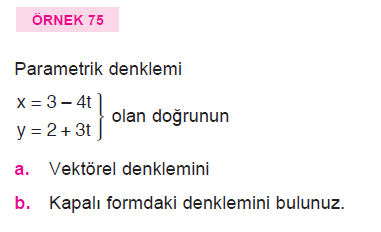 ÖRNEK 75
Parametrik denklemi
x = 3 – 4t
y = 2 + 3t } olan doğrunun
a. Vektörel denklemini
b. Kapalı formdaki denklemini bulunuz.